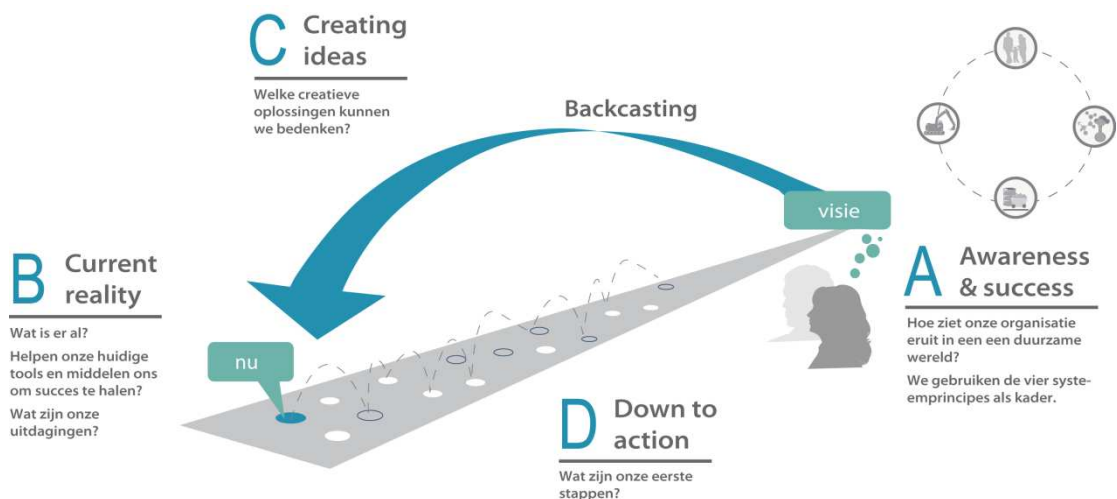 C Creating
ideas
Welke creatieve
oplossingen kunnen
we bedenken?
Backcasting
visie
B Current
reality
Wat is er al?
Helpen onze huidige
tools en middelen ons
om succes te halen?
Wat zijn onze
uitdagingen?
nu
A Awareness
& success
Hoe ziet onze organisatie
eruit in een een duurzame
wereld?
We gebruiken de vier syste-
emprincipes als kader.
D Down to
action
Wat zijn onze eerste
stappen?